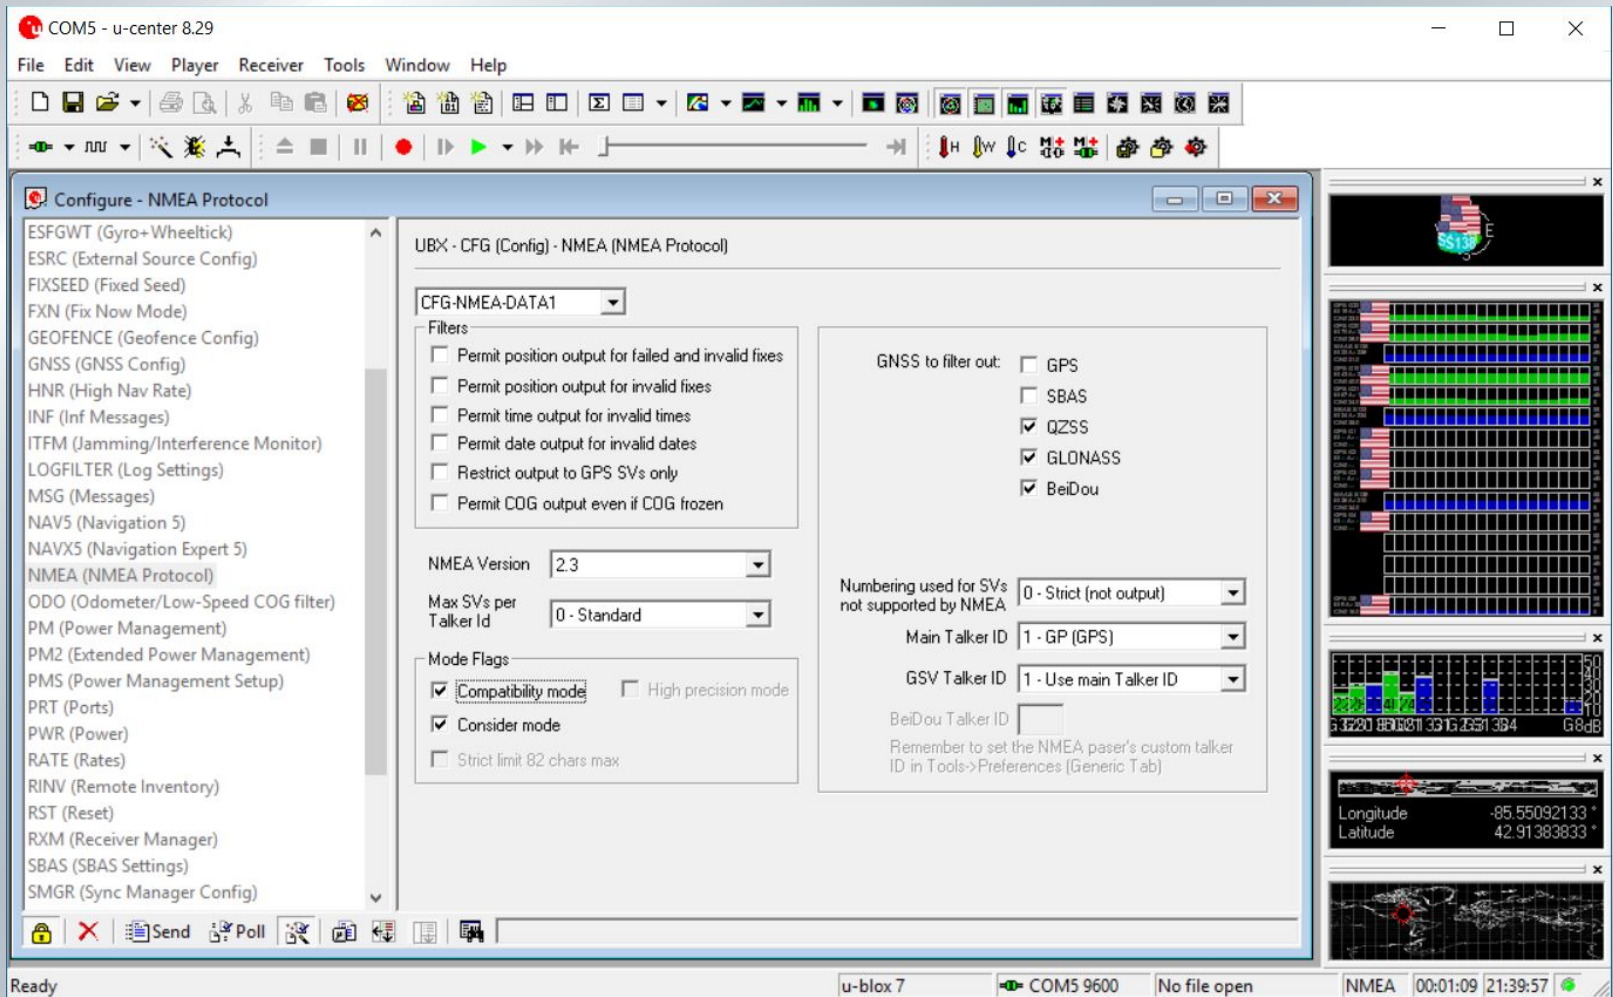 COM5 - u-center 8.29
File Edit View Player Receiver Tools Window Help
Configure - NMEA Protocol
ESFGWT (Gyro+Wheeltick)
ESRC (External Source Config)
FIXSEED (Fixed Seed)
FXN (Fix Now Mode)
GEOFENCE (Geofence Config)
GNSS (GNSS Config)
HNR (High Nav Rate)
INF (Inf Messages)
ITFM (Jamming/Interference Monitor)
LOGFILTER (Log Settings)
MSG (Messages)
NAV5 (Navigation 5)
NAVX5 (Navigation Expert 5)
NMEA (NMEA Protocol)
ODO (Odometer/Low-Speed COG filter)
PM (Power Management)
PM2 (Extended Power Management)
PMS (Power Management Setup)
PRT (Ports)
PWR (Power)
RATE (Rates)
RINV (Remote Inventory)
RST (Reset)
RXM (Receiver Manager)
SBAS (SBAS Settings)
SMGR (Sync Manager Config)
UBX - CFG (Config) - NMEA (NMEA Protocol)
CFG-NMEA-DATA1
Filters
Permit position output for failed and invalid fixes
Permit position output for invalid fixes
Permit time output for invalid times
Permit date output for invalid dates
Restrict output to GPS SVs only
Permit COG output even if COG frozen
NMEA Version 2.3
Max SVs per
Talker Id
0 - Standard
Mode Flags
Compatibility mode High precision mode
Consider mode
Strict limit 82 chars max
GNSS to filter out: GPS
SBAS
QZSS
GLONASS
BeiDou
Numbering used for SVs
not supported by NMEA
0 - Strict (not output)
Main Talker ID 1 - GP (GPS)
GSV Talker ID 1 - Use main Talker ID
BeiDou Talker ID
Remember to set the NMEA paser's custom talker
ID in Tools->Preferences (Generic Tab)
Send Poll
Longitude -85.55092133 °
Latitude 42.91383833 °
Ready u-blox 7 COM5 9600 No file open NMEA 00:01:09 21:39:57